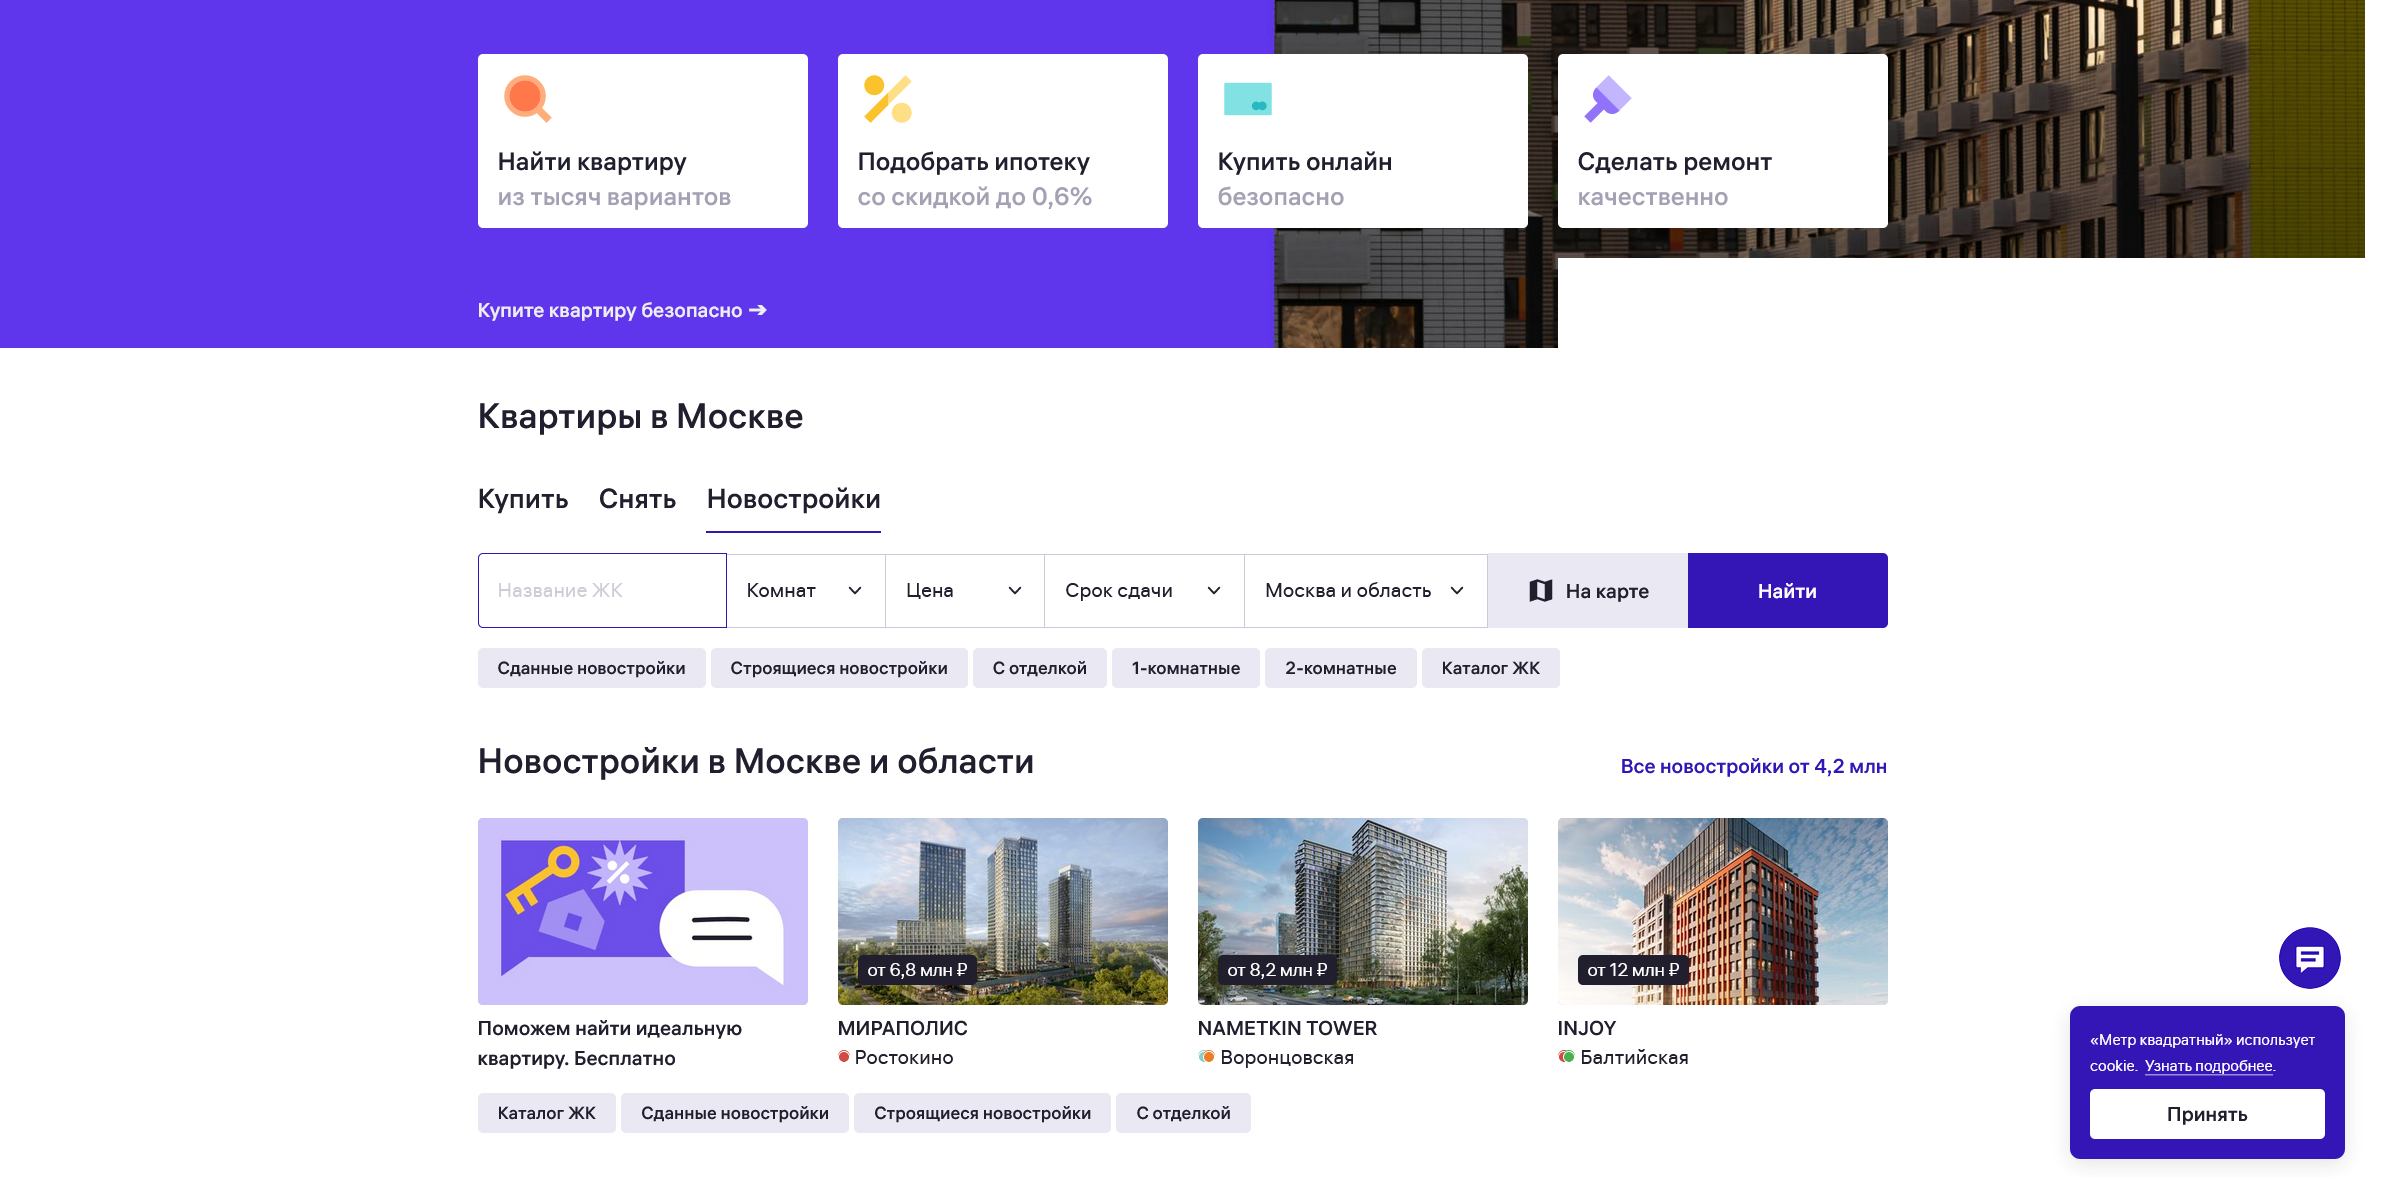 Найти квартиру
из тысяч вариантов
Подобрать ипотеку
со скидкой до 0,6%
Купить онлайн
безопасно
Сделать ремонт
качественно
Купите квартиру безопасно →
Квартиры в Москве
Купить Снять Новостройки
Название ЖК Комнат Цена Срок сдачи Москва и область На карте Найти
Сданные новостройки Строящиеся новостройки С отделкой 1-комнатные 2-комнатные Каталог ЖК
Новостройки в Москве и области
Все новостройки от 4,2 млн
Поможем найти идеальную
квартиру. Бесплатно
от 6,8 млн ₽
МИРАПОЛИС
Ростокино
от 8,2 млн ₽
NAMETKIN TOWER
Воронцовская
от 12 млн ₽
INJOY
Балтийская
Каталог ЖК Сданные новостройки Строящиеся новостройки С отделкой
«Метр квадратный» использует
cookie. Узнать подробнее.
Принять